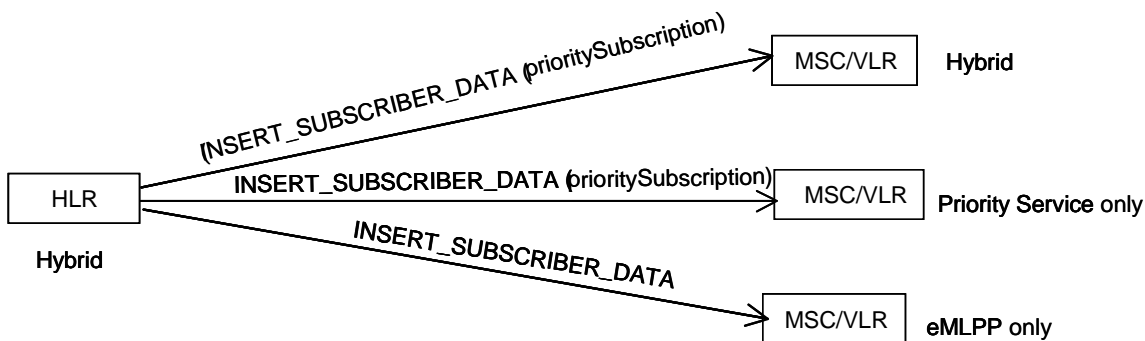 (INSERT_SUBSCRIBER_DATA (prioritySubscription)
MSC/VLR
Hybrid
INSERT_SUBSCRIBER_DATA (prioritySubscription)
HLR
MSC/VLR
Priority Service only
Hybrid
INSERT_SUBSCRIBER_DATA
MSC/VLR
eMLPP only